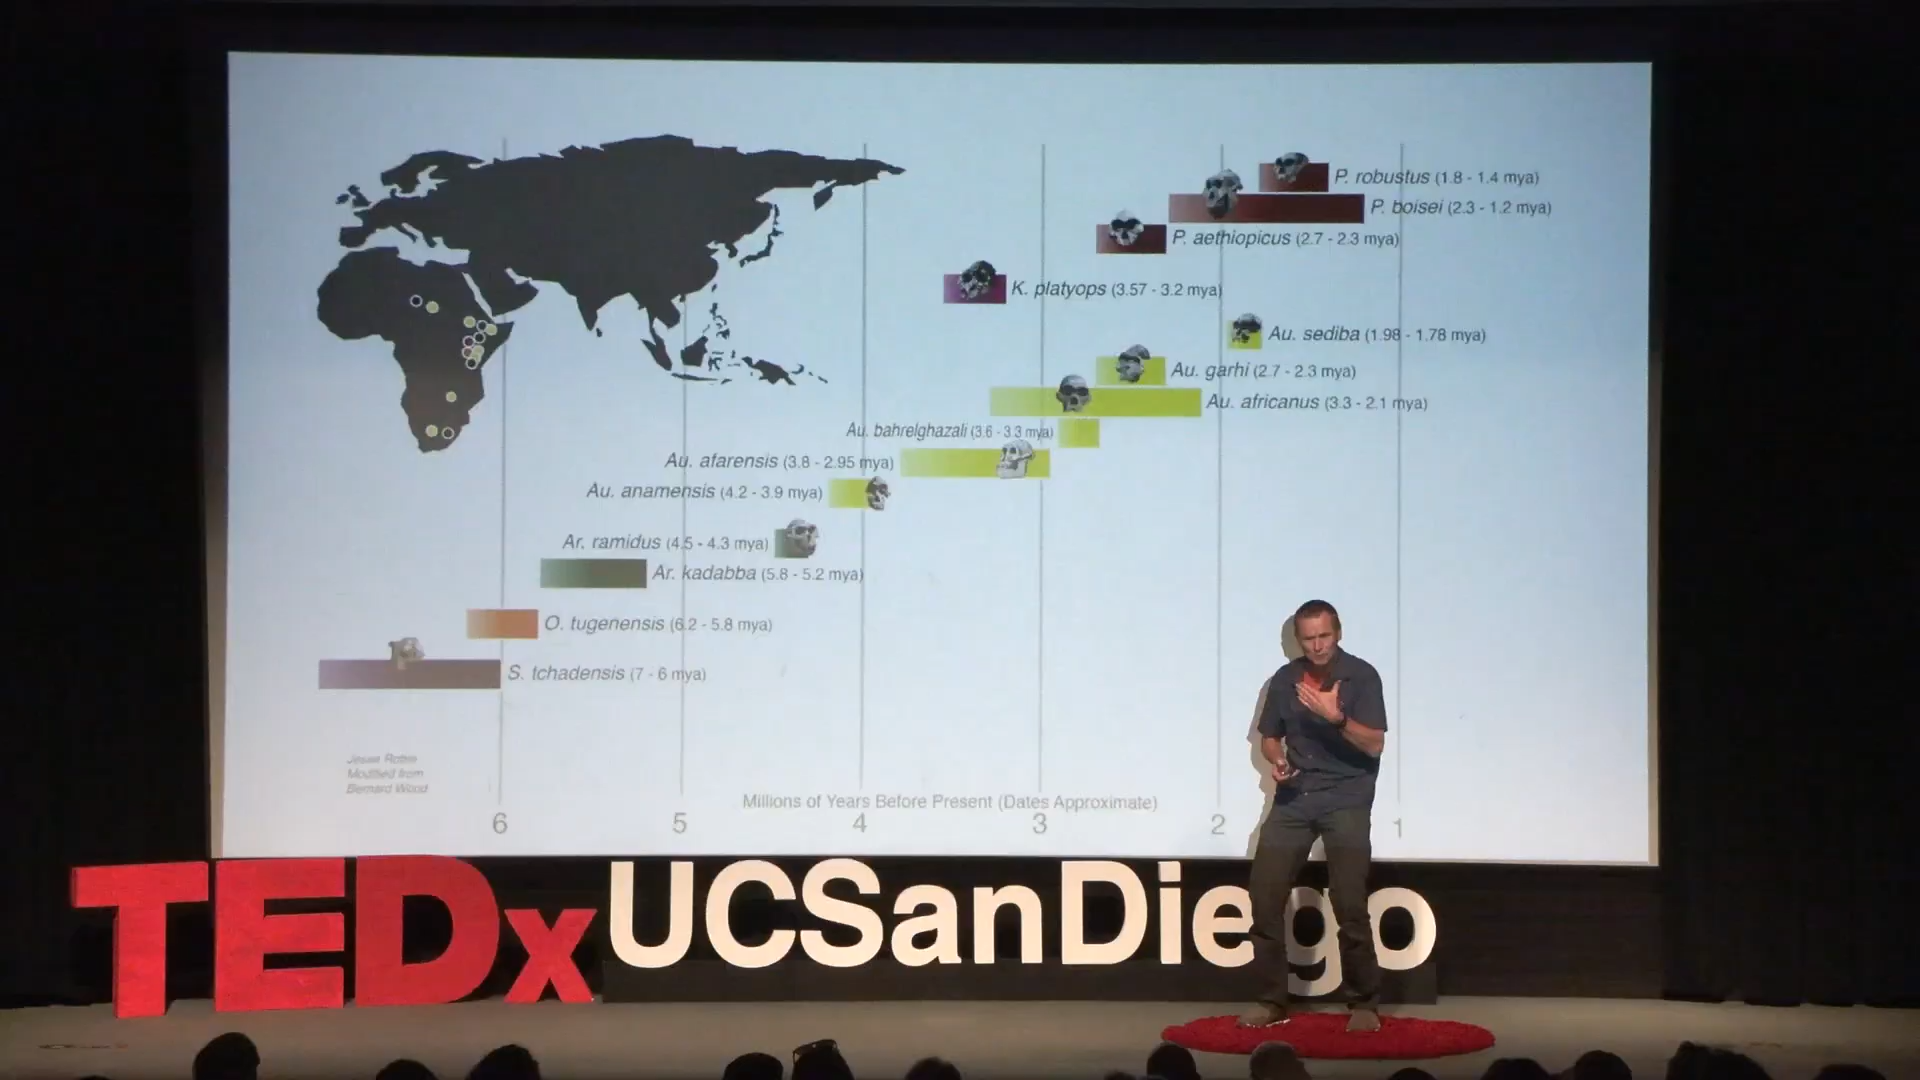 P. robustus (1.8 - 1.4 mya)
P. boisei (2.3 - 1.2 mya)
P. aethiopicus (2.7 - 2.3 mya)
K. platyops (3.57 - 3.2 mya)
Au. sediba (1.98 - 1.78 mya)
Au. garhi (2.7 - 2.3 mya)
Au. africanus (3.3 - 2.1 mya)
Au. bahrelghazali (3.6 - 3.3 mya)
Au. afarensis (3.8 - 2.95 mya)
Au. anamensis (4.2 - 3.9 mya)
Ar. ramidus (4.5 - 4.3 mya)
Ar. kadabba (5.8 - 5.2 mya)
O. tugenensis (6.2 - 5.8 mya)
S. tchadensis (7 - 6 mya)
Modified from
Bernard Wood
Millions of Years Before Present (Dates Approximate)
6 5 4 3 2 1
TEDxUCSanDiego